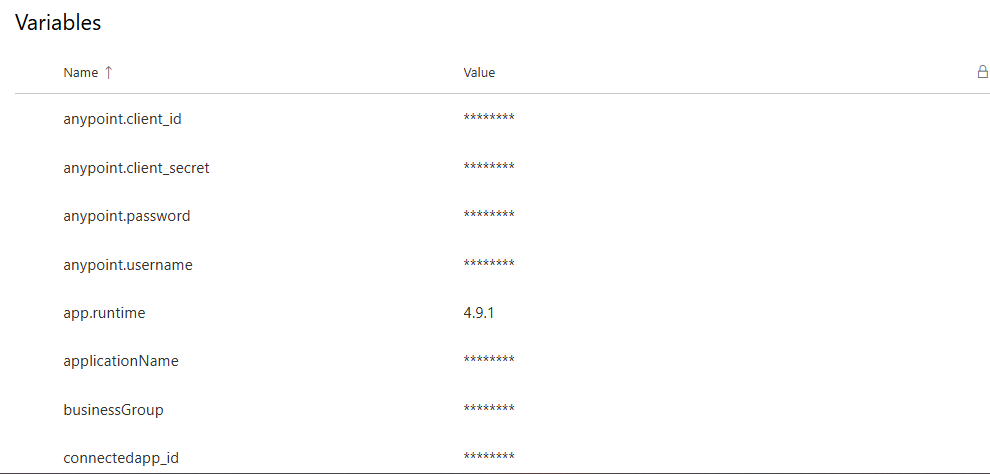 Variables
Name ↑ Value
anypoint.client_id ********
anypoint.client_secret ********
anypoint.password ********
anypoint.username ********
app.runtime 4.9.1
applicationName ********
businessGroup ********
connectedapp_id ********